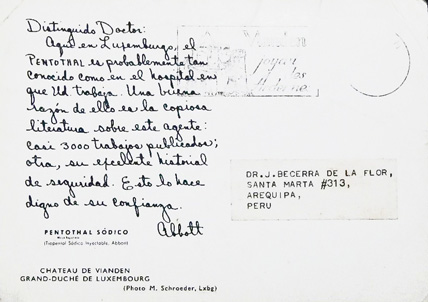 Distinguido Doctor:
Aquí en Luxemburgo, el
PENTOTHAL es probablemente tan
conocido como en el hospital en
que Ud trabaja. Una buena
razón de ello es la copiosa
literatura sobre este agente:
casi 3000 trabajos publicados;
otra, su excelente historial
de seguridad. Esto lo hace
digno de su confianza.
Abbott
PENTOTHAL SÓDICO
(Tiopental Sódico Inyectable, Abbott)
CHATEAU DE VIANDEN
GRAND-DUCHÉ DE LUXEMBOURG
(Photo M. Schroeder, Lxbg)
DR.J.BECERRA DE LA FLOR,
SANTA MARTA #313,
AREQUIPA,
PERU